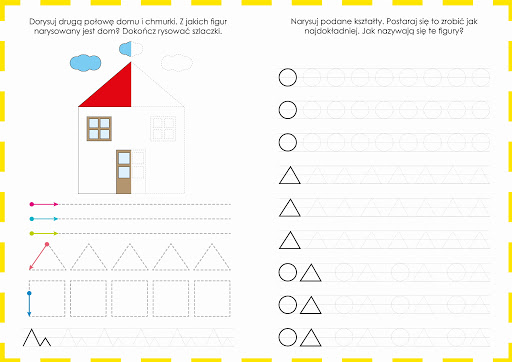 Dorysuj drugą połowę domu i chmurki. Z jakich figur
narysowany jest dom? Dokończ rysować szlaczki.
Narysuj podane kształty. Postaraj się to zrobić jak
najdokładniej. Jak nazywają się te figury?